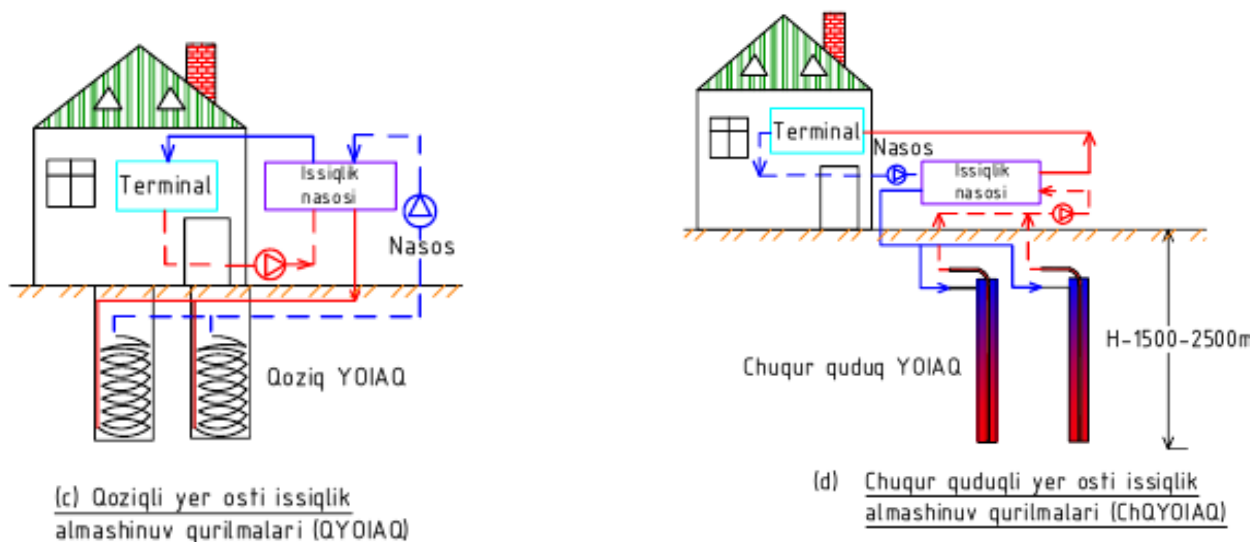 Terminal
Issiqlik
nasosi
Nasos
Qoziq YOIAQ
(c) Qoziqli yer osti issiqlik
almashinuv qurilmalari (QYOIAQ)
Terminal
Nasos
Issiqlik
nasosi
H-1500-2500m
Chuqur quduq YOIAQ
(d) Chuqur quduqli yer osti issiqlik
almashinuv qurilmalari (ChQYOIAQ)